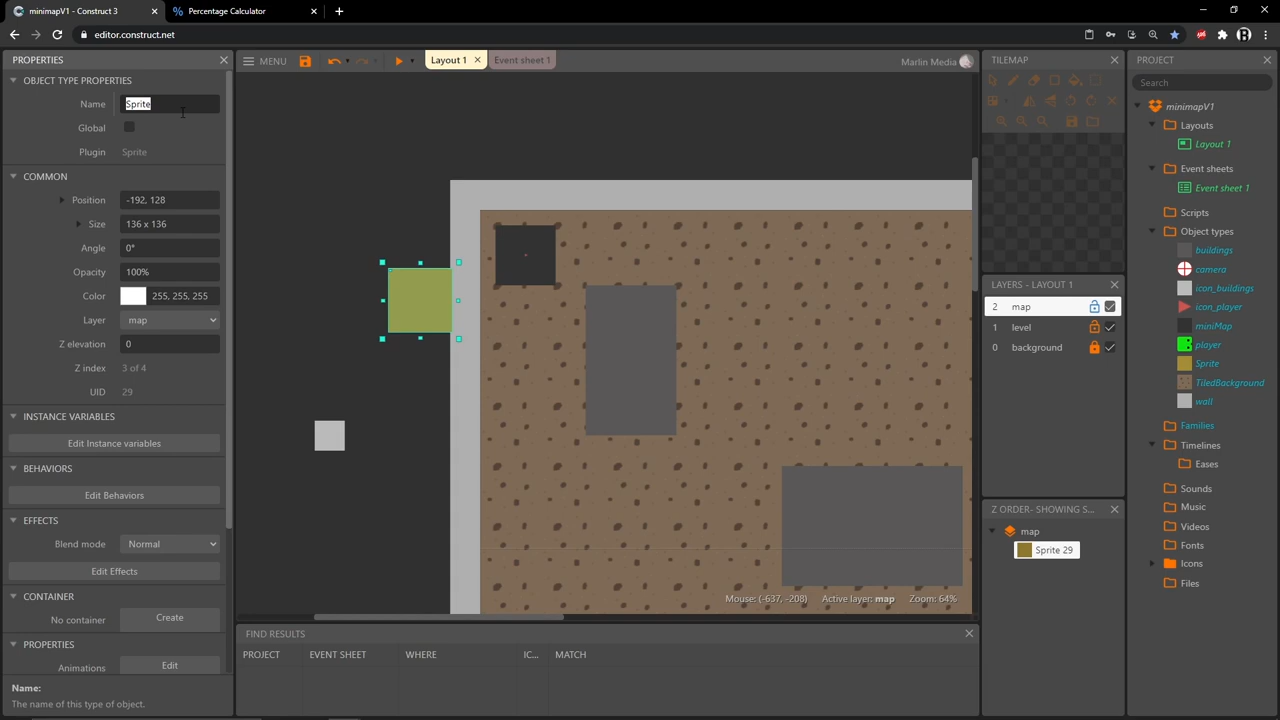 minimapV1 - Construct 3
Percentage Calculator
editor.construct.net
PROPERTIES
OBJECT TYPE PROPERTIES
Name Sprite
Global
Plugin Sprite
COMMON
Position -192, 128
Size 136 x 136
Angle 0°
Opacity 100%
Color 255, 255, 255
Layer map
Z elevation 0
Z index 3 of 4
UID 29
INSTANCE VARIABLES
Edit Instance variables
BEHAVIORS
Edit Behaviors
EFFECTS
Blend mode Normal
Edit Effects
CONTAINER
No container Create
PROPERTIES
Animations Edit
Name:
The name of this type of object.
MENU
Layout 1
Event sheet 1
Marlin Media
Mouse: (-637, -208) Active layer: map Zoom: 64%
FIND RESULTS
PROJECT EVENT SHEET WHERE IC... MATCH
TILEMAP
LAYERS - LAYOUT 1
2 map
1 level
0 background
Z ORDER- SHOWING S...
map
Sprite 29
PROJECT
Search
minimapV1
Layouts
Layout 1
Event sheets
Event sheet 1
Scripts
Object types
buildings
camera
icon_buildings
icon_player
miniMap
player
Sprite
TiledBackground
wall
Families
Timelines
Eases
Sounds
Music
Videos
Fonts
Icons
Files